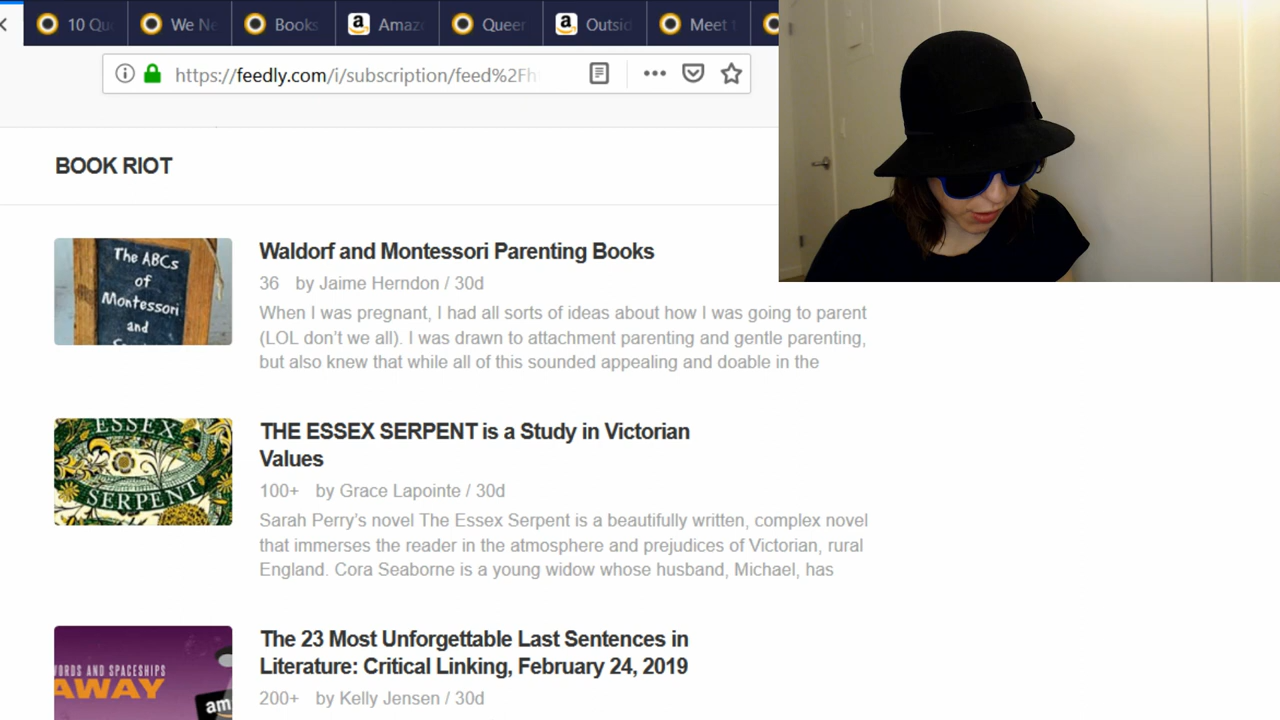 10 Qu
We Ne
Books
Amaz
Queer
Outsid
Meet
https://feedly.com/i/subscription/feed%2Fh
BOOK RIOT
The ABCs
of
Montessori
and
Waldorf and Montessori Parenting Books
36 by Jaime Herndon / 30d
When I was pregnant, I had all sorts of ideas about how I was going to parent
(LOL don’t we all). I was drawn to attachment parenting and gentle parenting,
but also knew that while all of this sounded appealing and doable in the
ESSEX
SERPENT
THE ESSEX SERPENT is a Study in Victorian
Values
100+ by Grace Lapointe / 30d
Sarah Perry’s novel The Essex Serpent is a beautifully written, complex novel
that immerses the reader in the atmosphere and prejudices of Victorian, rural
England. Cora Seaborne is a young widow whose husband, Michael, has
ORDS AND SPACESHIPS
AWAY
am
The 23 Most Unforgettable Last Sentences in
Literature: Critical Linking, February 24, 2019
200+ by Kelly Jensen / 30d